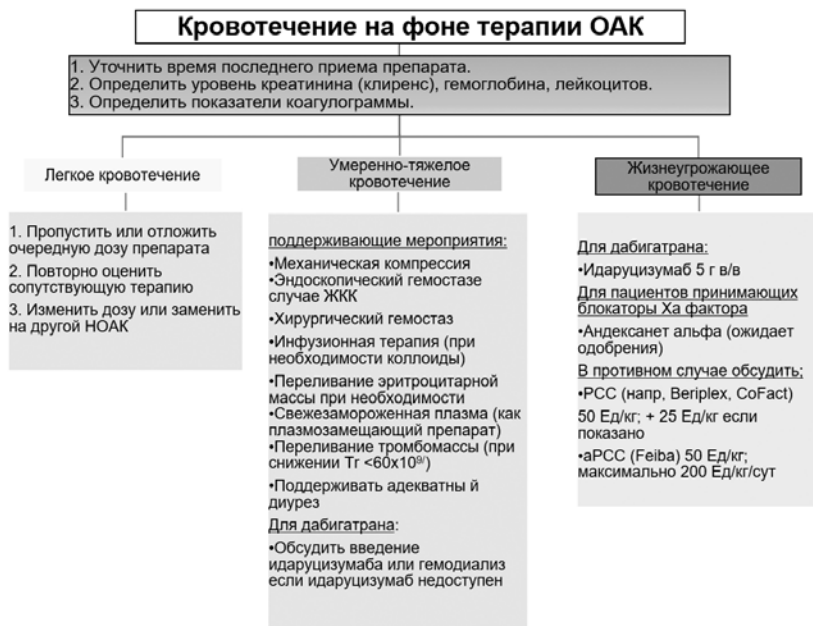 Кровотечение на фоне терапии ОАК
1. Уточнить время последнего приема препарата.
2. Определить уровень креатинина (клиренс), гемоглобина, лейкоцитов.
3. Определить показатели коагулограммы.
Легкое кровотечение
1. Пропустить или отложить
очередную дозу препарата
2. Повторно оценить
сопутствующую терапию
3. Изменить дозу или заменить
на другой НОАК
Умеренно-тяжелое
кровотечение
поддерживающие мероприятия:
•Механическая компрессия
•Эндоскопический гемостазе
случае ЖКК
•Хирургический гемостаз
•Инфузионная терапия (при
необходимости коллоиды)
•Переливание эритроцитарной
массы при необходимости
•Свежезамороженная плазма (как
плазмозамещающий препарат)
•Переливание тромбомассы (при
снижении Tr <60x10⁹/)
•Поддерживать адекватны й
диурез
Для дабигатрана:
•Обсудить введение
идаруцизумаба или гемодиализ
если идаруцизумаб недоступен
Жизнеугрожающее
кровотечение
Для дабигатрана:
•Идаруцизумаб 5 г в/в
Для пациентов принимающих
блокаторы Ха фактора
•Андексанет альфа (ожидает
одобрения)
В противном случае обсудить;
•РСС (напр, Beriplex, CoFact)
50 Ед/кг; + 25 Ед/кг если
показано
•аРСС (Feiba) 50 Ед/кг;
максимально 200 Ед/кг/сут